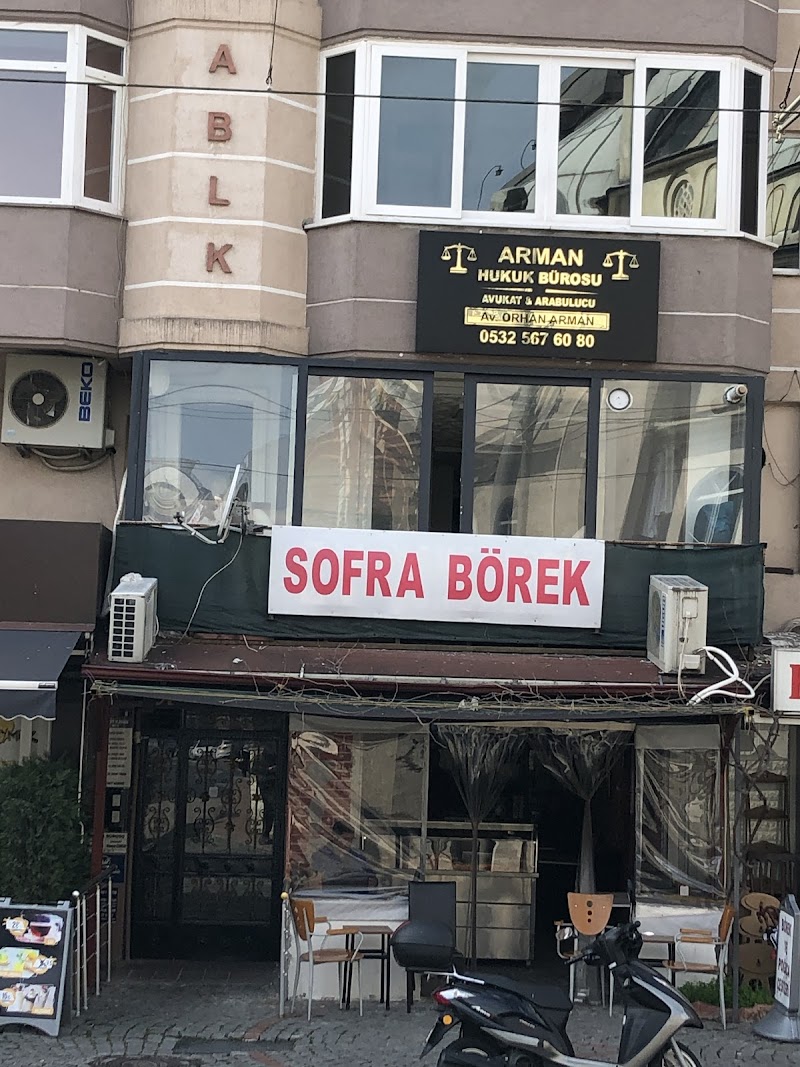 A
B
L
K
ARMAN
HUKUK BÜROSU
AVUKAT & ARABULUCU
Av. ORHAN ARMAN
0532 567 60 80
BEKO
SOFRA BÖREK